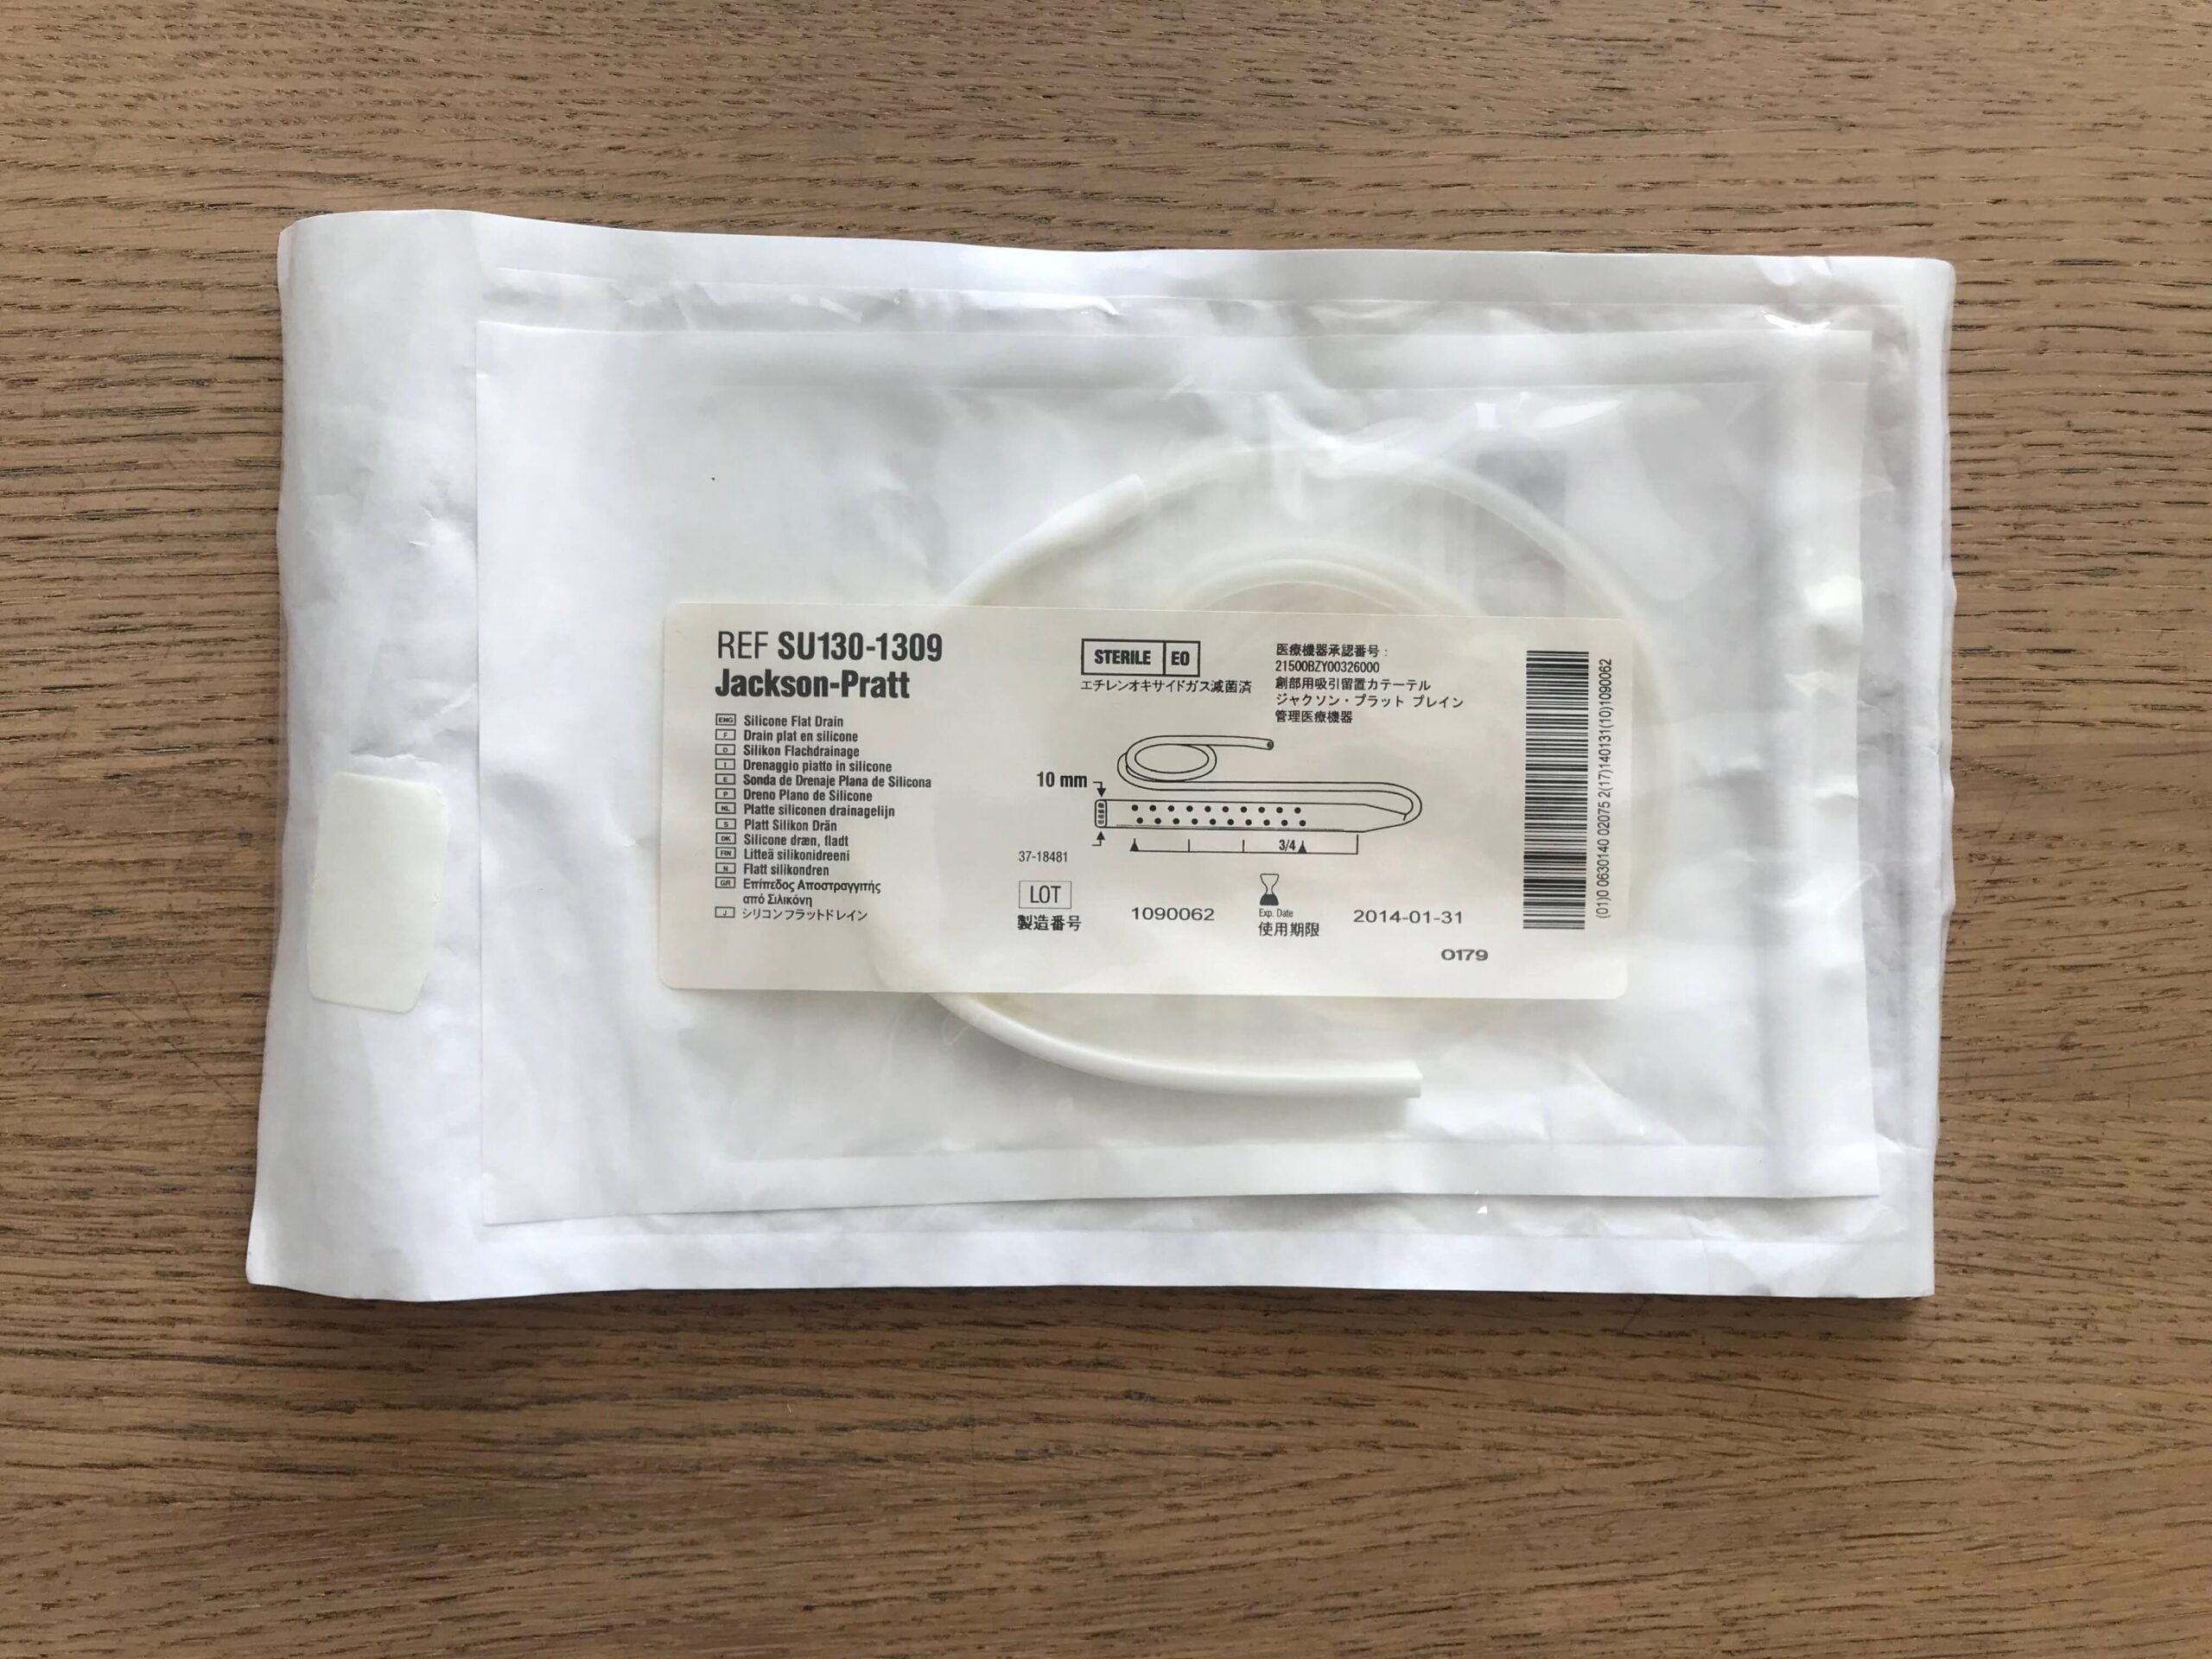 REF SU130-1309
Jackson-Pratt
ENG Silicone Flat Drain
F Drain plat en silicone
D Silikon Flachdrainage
I Drenaggio piatto in silicone
E Sonda de Drenaje Plana de Silicona
P Dreno Plano de Silicone
NL Platte siliconen drainagelijn
S Platt Silikon Drän
DK Silicone dræn, fladt
FIN Litteä silikonidreeni
N Flatt silikondren
GR Επίπεδος Αποστραγγιτής
από Σιλικόνη
J シリコンフラットドレイン
STERILE EO
エチレンオキサイドガス滅菌済
医療機器承認番号:
21500BZY00326000
創部用吸引留置カテーテル
ジャクソン・プラット プレイン
管理医療機器
10 mm
3/4
37-18481
LOT
製造番号
1090062
Exp. Date
使用期限
2014-01-31
0179
(01)0 0630140 02075 2(17)140131(10)1090062